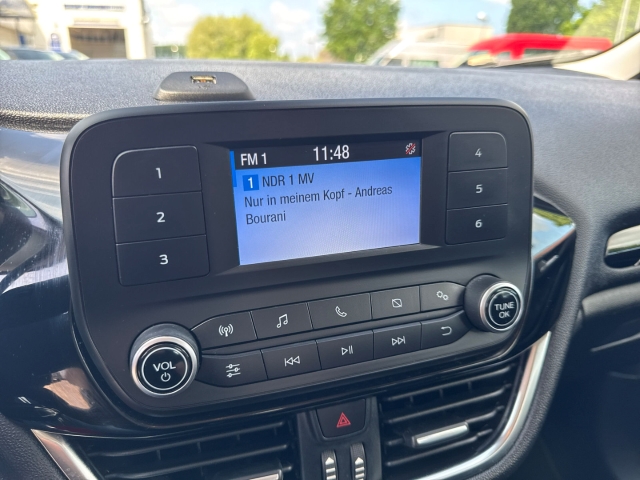 FM 1 11:48
1 NDR 1 MV
Nur in meinem Kopf - Andreas
Bourani
1
2
3
4
5
6
VOL
TUNE
OK